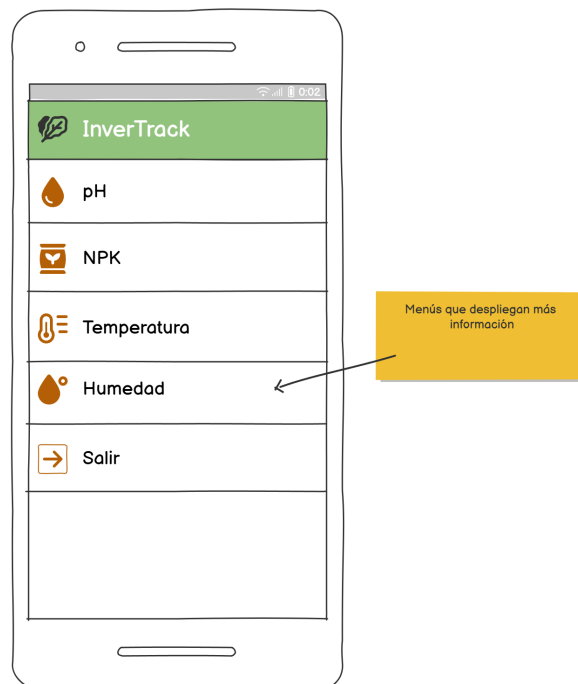 0:02
InverTrack
pH
NPK
Temperatura
Menús que despliegan más
información
Humedad
Salir